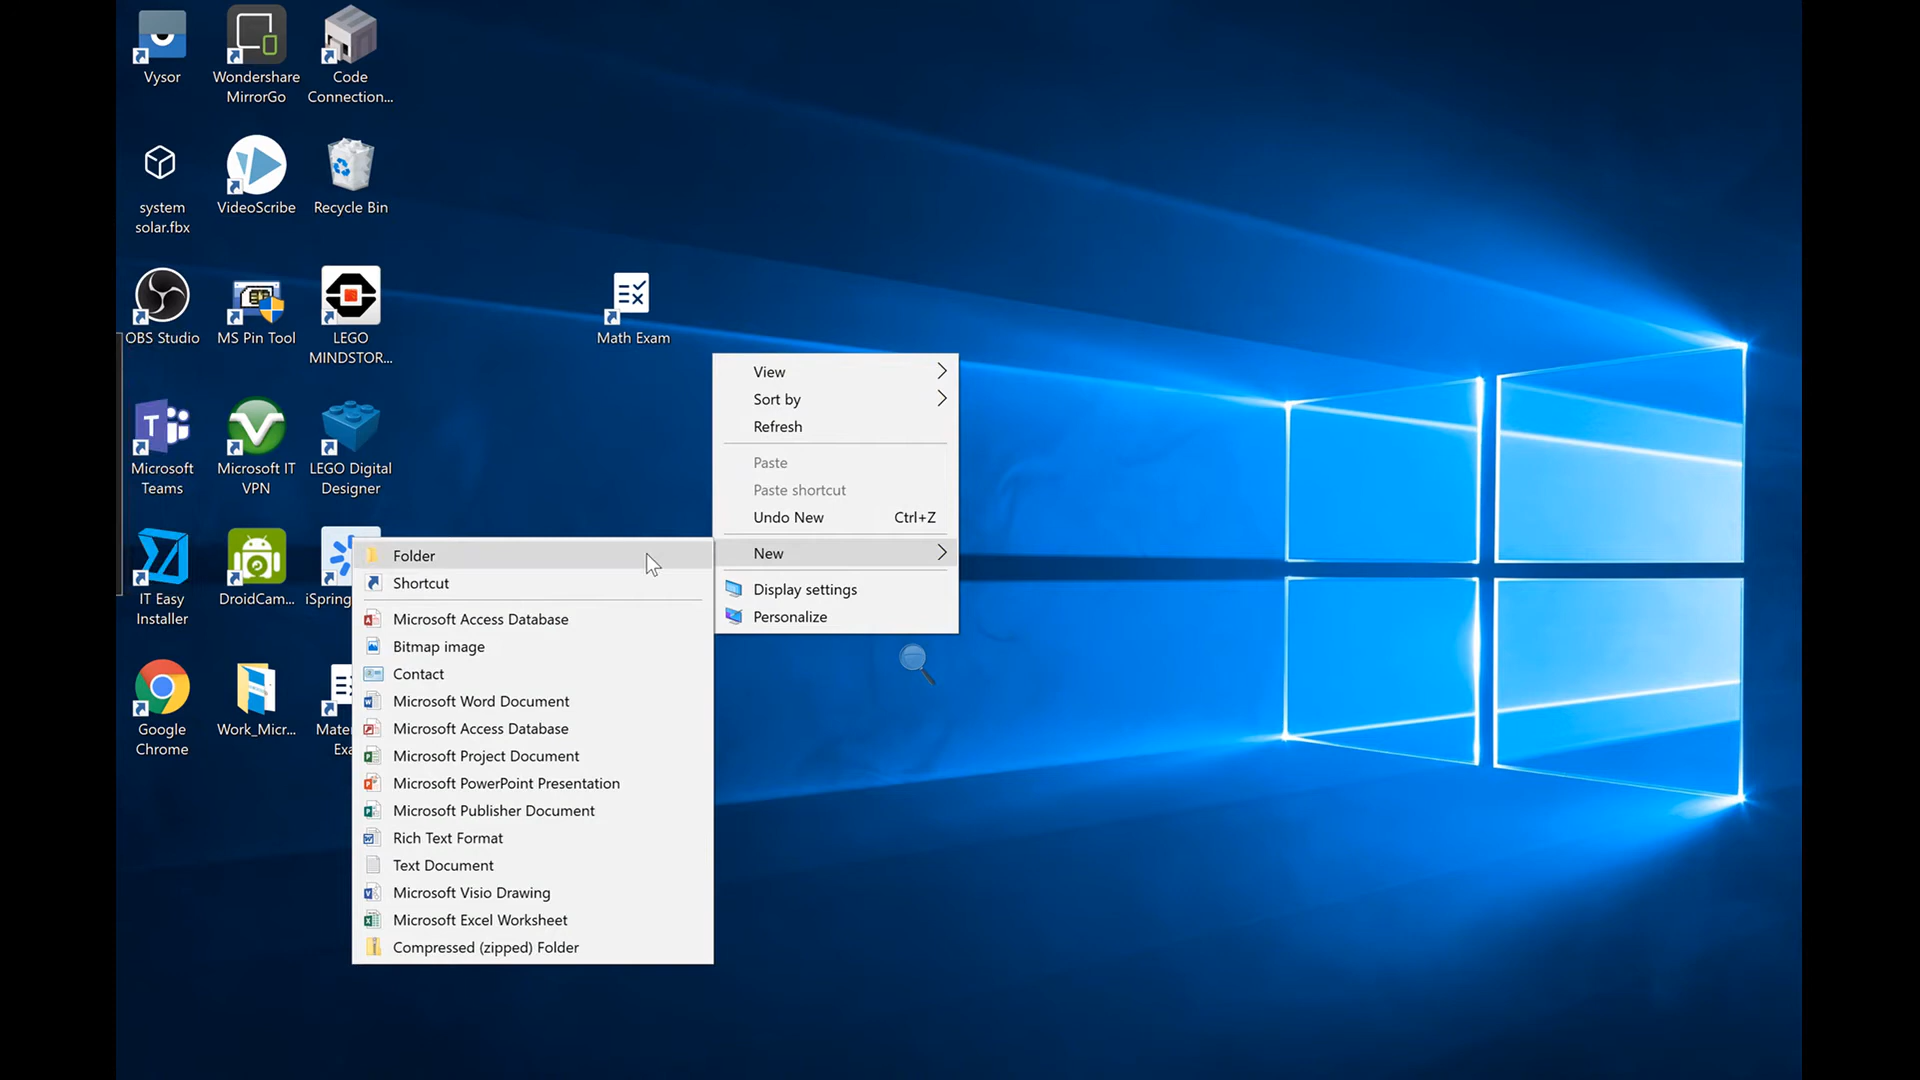 Vysor
Wondershare
MirrorGo
Code
Connection...
system
solar.fbx
VideoScribe
Recycle Bin
OBS Studio
MS Pin Tool
LEGO
MINDSTOR...
Math Exam
Microsoft
Teams
Microsoft IT
VPN
LEGO Digital
Designer
IT Easy
Installer
DroidCam...
iSpring
Google
Chrome
Work_Micr...
Mater
Exa
View
Sort by
Refresh
Paste
Paste shortcut
Undo New Ctrl+Z
New
Display settings
Personalize
Folder
Shortcut
Microsoft Access Database
Bitmap image
Contact
Microsoft Word Document
Microsoft Access Database
Microsoft Project Document
Microsoft PowerPoint Presentation
Microsoft Publisher Document
Rich Text Format
Text Document
Microsoft Visio Drawing
Microsoft Excel Worksheet
Compressed (zipped) Folder